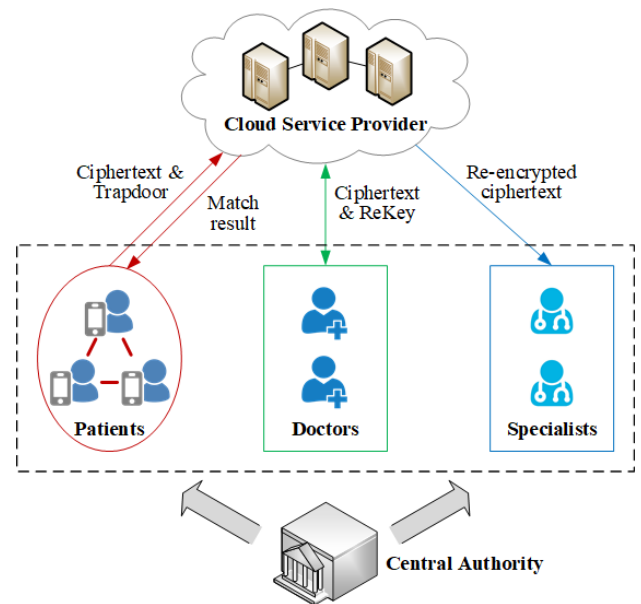 Cloud Service Provider
Ciphertext &
Trapdoor
Match
result
Ciphertext
& ReKey
Re-encrypted
ciphertext
Patients
Doctors
Specialists
Central Authority